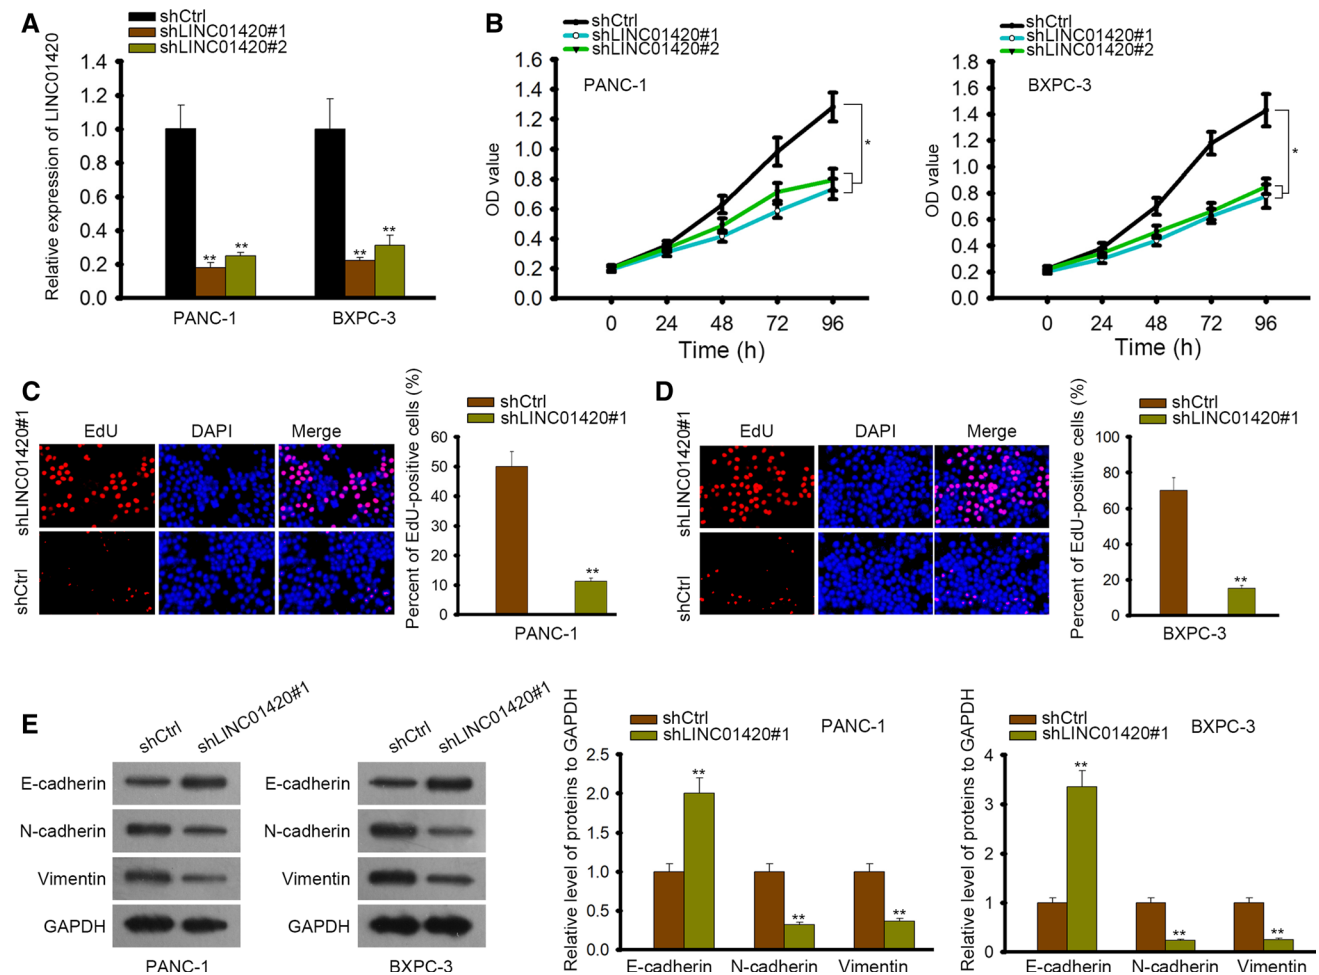 A
shCtrl
shLINC01420#1
shLINC01420#2
Relative expression of LINC01420
1.4
1.2
1.0
0.8
0.6
0.4
0.2
0.0
** ** ** **
PANC-1 BXPC-3
B
shCtrl
shLINC01420#1
shLINC01420#2
PANC-1
OD value
1.6
1.4
1.2
1.0
0.8
0.6
0.4
0.2
0.0
*
0 24 48 72 96
Time (h)
shCtrl
shLINC01420#1
shLINC01420#2
BXPC-3
OD value
1.8
1.6
1.4
1.2
1.0
0.8
0.6
0.4
0.2
0.0
*
0 24 48 72 96
Time (h)
C
EdU DAPI Merge
shLINC01420#1
shCtrl
shCtrl
shLINC01420#1
Percent of EdU-positive cells (%)
60
50
40
30
20
10
0
**
PANC-1
D
EdU DAPI Merge
shLINC01420#1
shCtrl
shCtrl
shLINC01420#1
Percent of EdU-positive cells (%)
100
80
60
40
20
0
**
BXPC-3
E
shCtrl shLINC01420#1
E-cadherin
N-cadherin
Vimentin
GAPDH
PANC-1
shCtrl shLINC01420#1
E-cadherin
N-cadherin
Vimentin
GAPDH
BXPC-3
shCtrl
shLINC01420#1
PANC-1
Relative level of proteins to GAPDH
2.5
2.0
1.5
1.0
0.5
0.0
** ** **
E-cadherin N-cadherin Vimentin
shCtrl
shLINC01420#1
BXPC-3
Relative level of proteins to GAPDH
4
3
2
1
0
** ** **
E-cadherin N-cadherin Vimentin